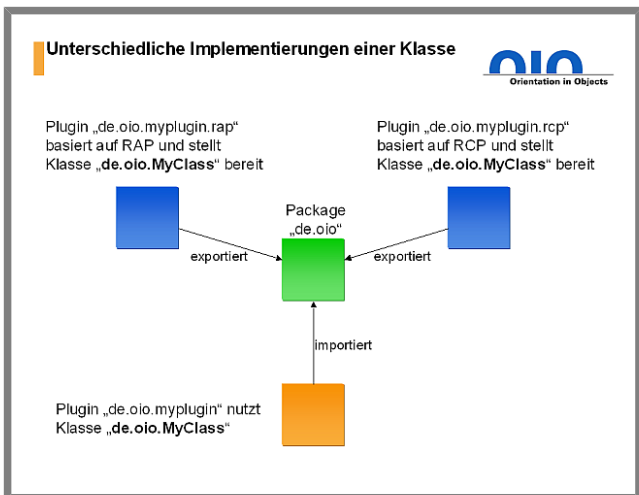 Unterschiedliche Implementierungen einer Klasse
OIO
Orientation in Objects
Plugin „de.oio.myplugin.rap“
basiert auf RAP und stellt
Klasse „de.oio.MyClass“ bereit
Plugin „de.oio.myplugin.rcp“
basiert auf RCP und stellt
Klasse „de.oio.MyClass“ bereit
Package
„de.oio“
exportiert
exportiert
importiert
Plugin „de.oio.myplugin“ nutzt
Klasse „de.oio.MyClass“